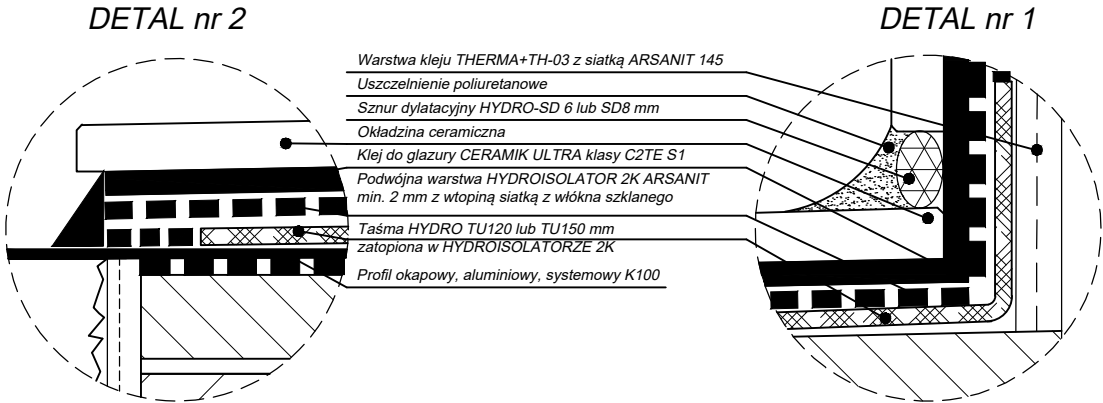 DETAL nr 2
DETAL nr 1
Warstwa kleju THERMA+TH-03 z siatką ARSANIT 145
Uszczelnienie poliuretanowe
Sznur dylatacyjny HYDRO-SD 6 lub SD8 mm
Okładzina ceramiczna
Klej do glazury CERAMIK ULTRA klasy C2TE S1
Podwójna warstwa HYDROISOLATOR 2K ARSANIT
min. 2 mm z wtopiną siatką z włókna szklanego
Taśma HYDRO TU120 lub TU150 mm
zatopiona w HYDROISOLATORZE 2K
Profil okapowy, aluminiowy, systemowy K100